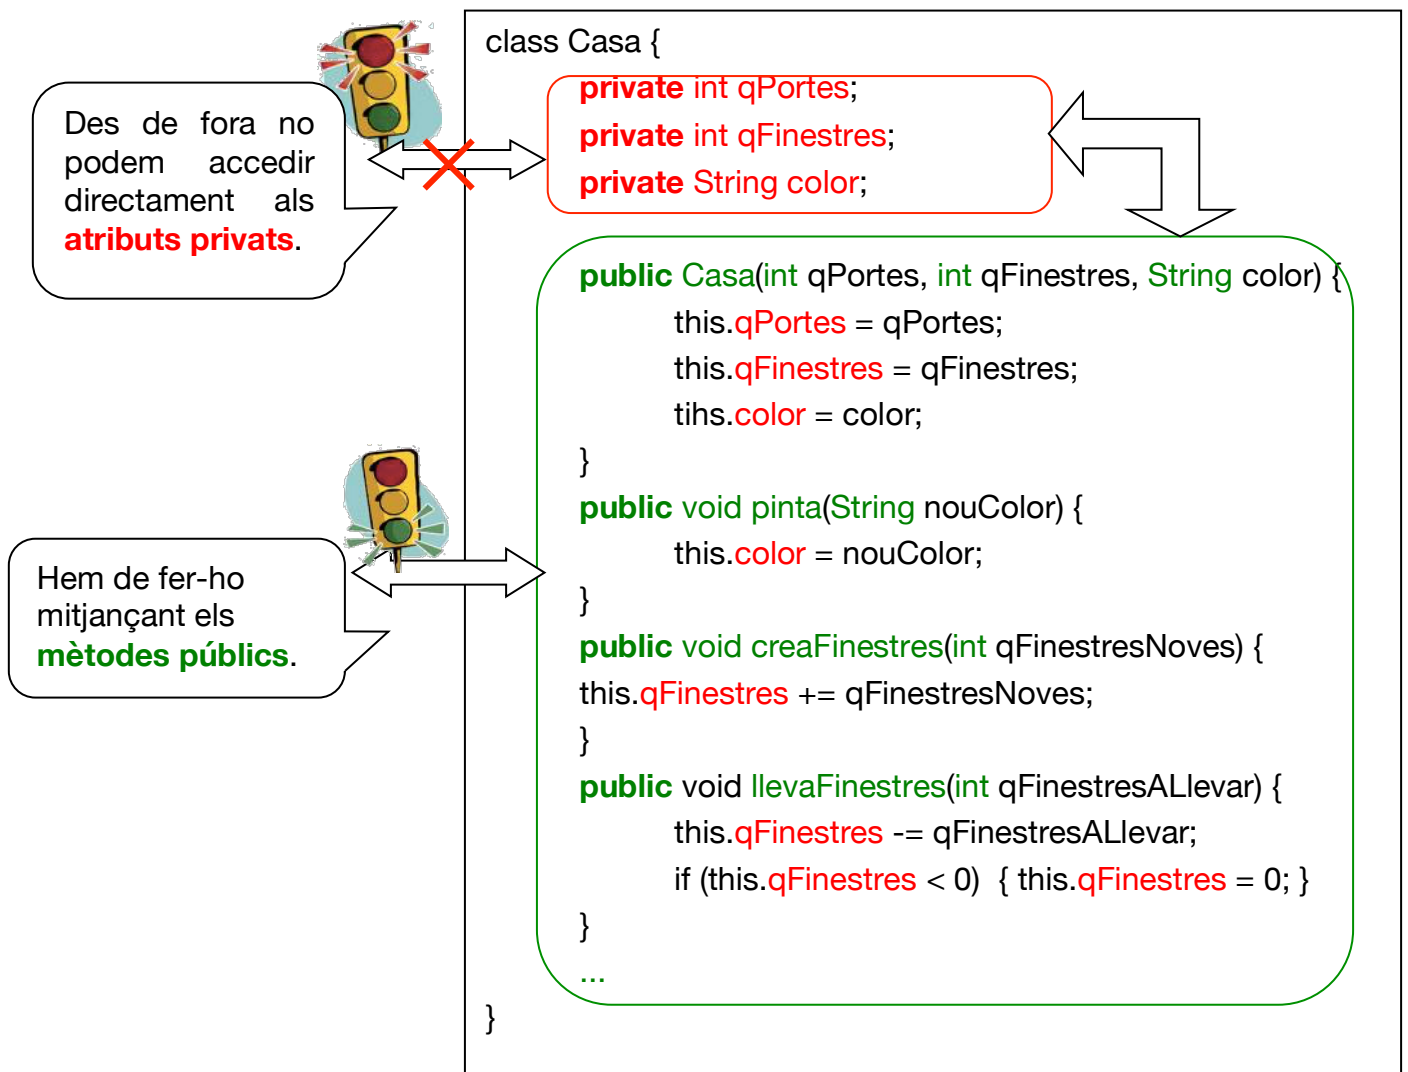 class Casa {
private int qPortes;
private int qFinestres;
private String color;
Des de fora no
podem accedir
directament als
atributs privats.
public Casa(int qPortes, int qFinestres, String color) {
this.qPortes = qPortes;
this.qFinestres = qFinestres;
tihs.color = color;
}
public void pinta(String nouColor) {
this.color = nouColor;
}
Hem de fer-ho
mitjançant els
mètodes públics.
public void creaFinestres(int qFinestresNoves) {
this.qFinestres += qFinestresNoves;
}
public void llevaFinestres(int qFinestresALlevar) {
this.qFinestres -= qFinestresALlevar;
if (this.qFinestres < 0)  { this.qFinestres = 0; }
}
...
}